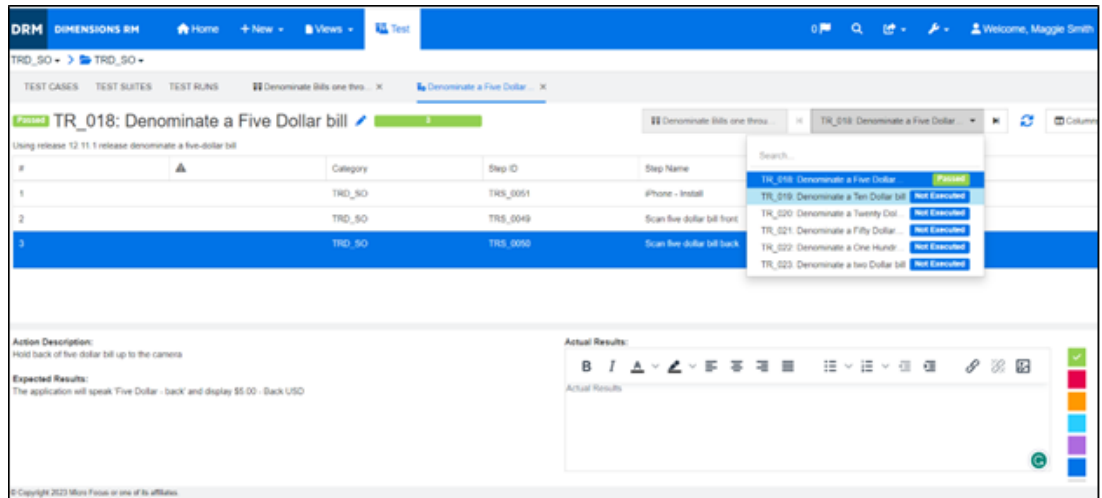 DRM DIMENSIONS RM Home + New Views Test 0 Welcome, Maggie Smith
TRD_SO > TRD_SO
TEST CASES TEST SUITES TEST RUNS Denominate Bills one thro... × Denominate a Five Dollar ... ×
Passed TR_018: Denominate a Five Dollar bill 3 Denominate Bills one throu... TR_018: Denominate a Five Dollar ... Column
Using release 12.11.1 release denominate a five-dollar bill
Search...
# Category Step ID Step Name
TR_018: Denominate a Five Dollar... Passed
1 TRD_SO TRS_0051 iPhone - Install
TR_019: Denominate a Ten Dollar bill Not Executed
2 TRD_SO TRS_0049 Scan five dollar bill front
TR_020: Denominate a Twenty Dol... Not Executed
TR_021: Denominate a Fifty Dollar... Not Executed
3 TRD_SO TRS_0050 Scan five dollar bill back
TR_022: Denominate a One Hundr... Not Executed
TR_023: Denominate a two Dollar bill Not Executed
Action Description:
Hold back of five dollar bill up to the camera
Expected Results:
The application will speak 'Five Dollar - back' and display $5.00 - Back USD
Actual Results:
B I A
Actual Results
© Copyright 2023 Micro Focus or one of its affiliates